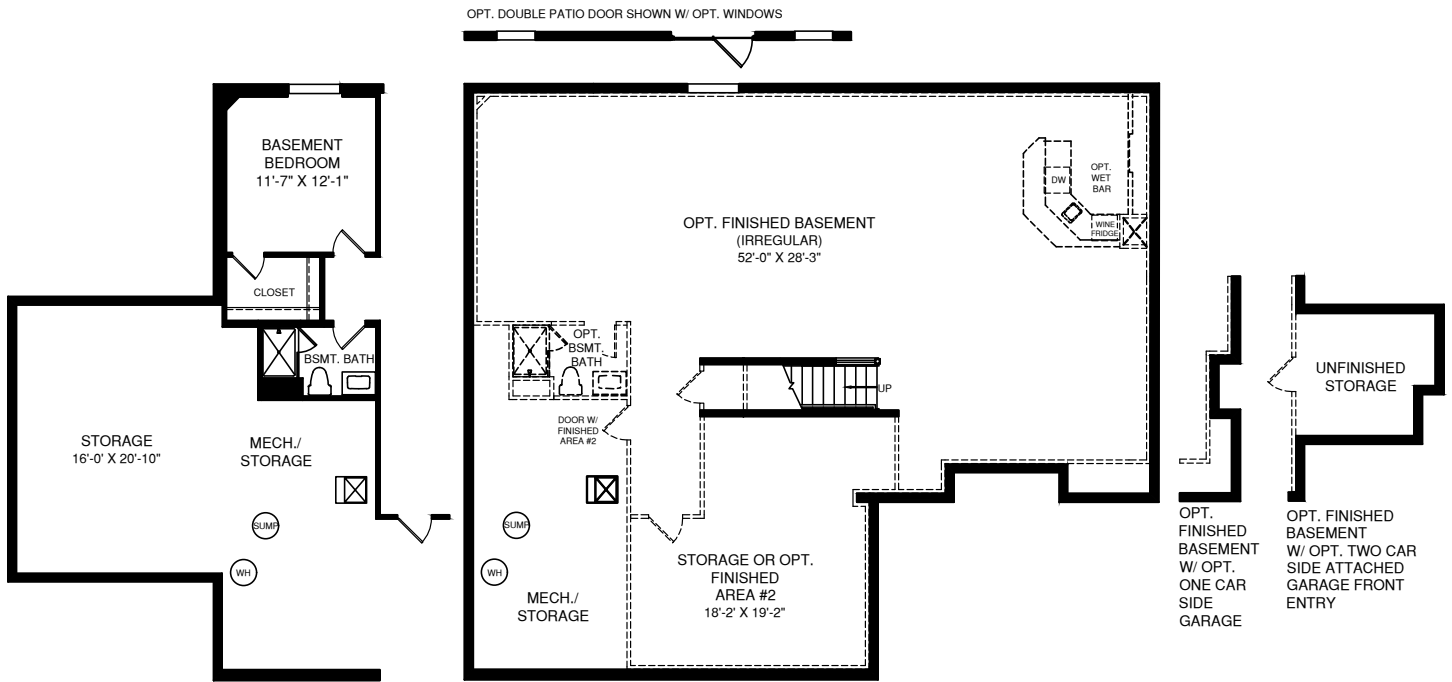 OPT. DOUBLE PATIO DOOR SHOWN W/ OPT. WINDOWS
BASEMENT
BEDROOM
11'-7" X 12'-1"
CLOSET
BSMT. BATH
STORAGE
16'-0' X 20'-10"
MECH./
STORAGE
SUMP
WH
OPT. FINISHED BASEMENT
(IRREGULAR)
52'-0" X 28'-3"
DW
OPT.
WET
BAR
WINE
FRIDGE
OPT.
BSMT.
BATH
UP
DOOR W/
FINISHED
AREA #2
SUMP
WH
MECH./
STORAGE
STORAGE OR OPT.
FINISHED
AREA #2
18'-2' X 19'-2"
OPT.
FINISHED
BASEMENT
W/ OPT.
ONE CAR
SIDE
GARAGE
UNFINISHED
STORAGE
OPT. FINISHED
BASEMENT
W/ OPT. TWO CAR
SIDE ATTACHED
GARAGE FRONT
ENTRY